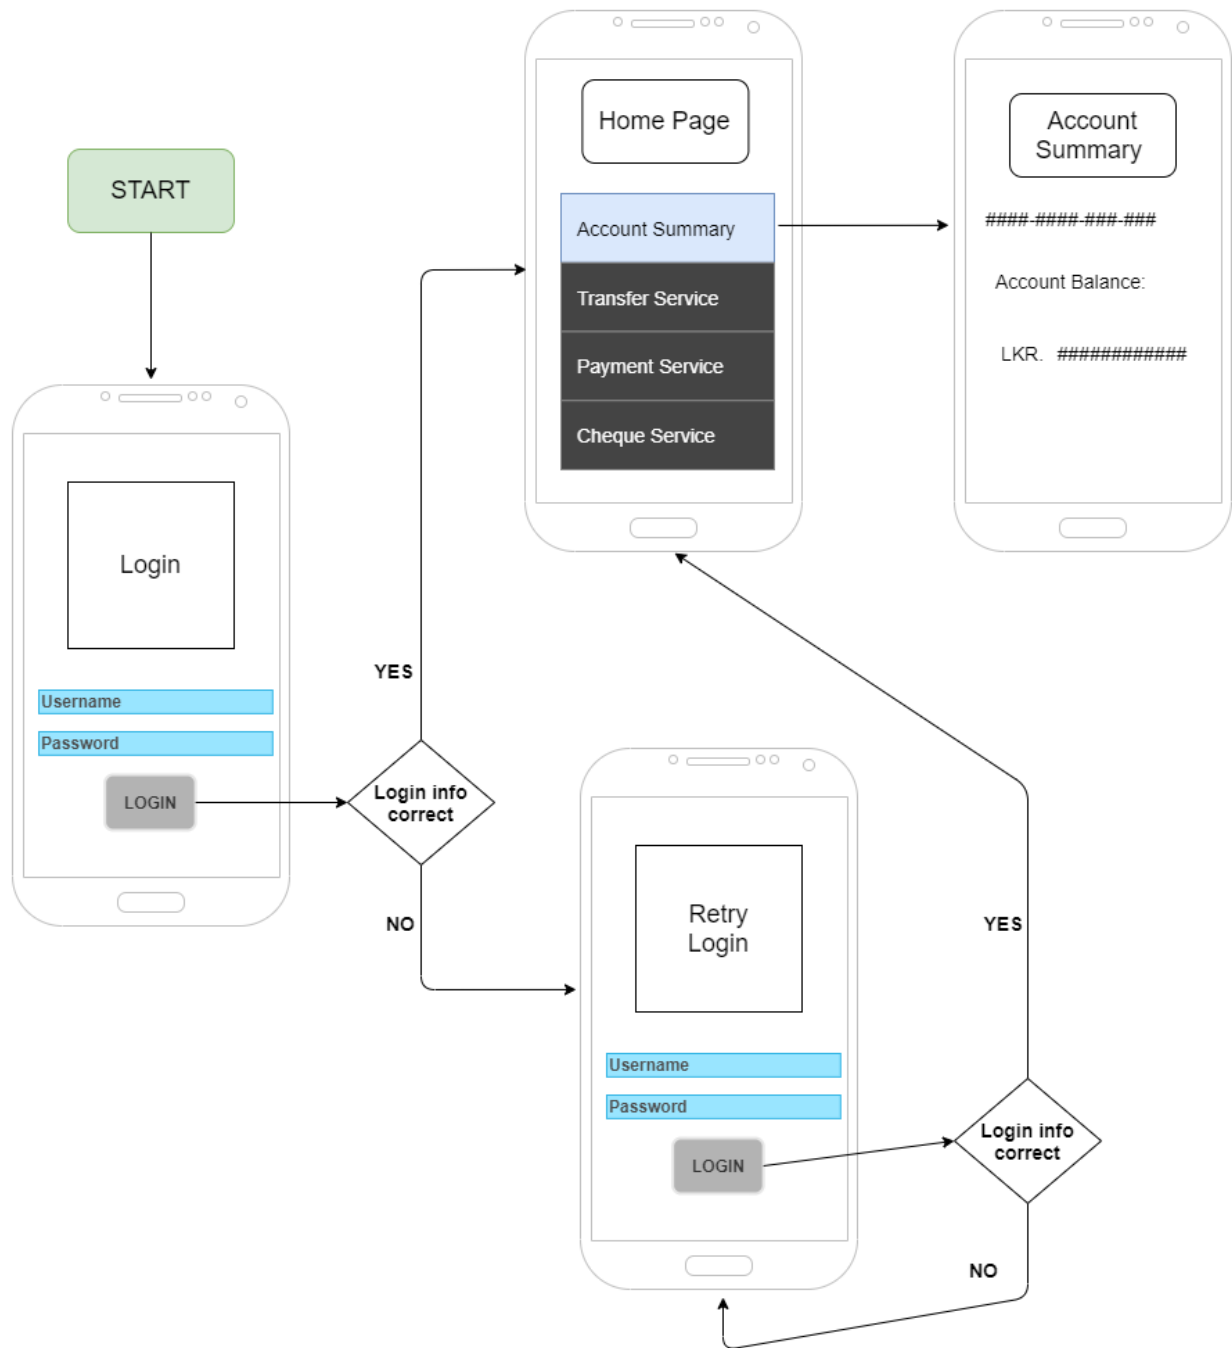 START
Login
Username
Password
LOGIN
Login info
correct
YES
NO
Home Page
Account Summary
Transfer Service
Payment Service
Cheque Service
Account
Summary
####-####-###-###
Account Balance:
LKR. ############
Retry
Login
Username
Password
LOGIN
Login info
correct
YES
NO